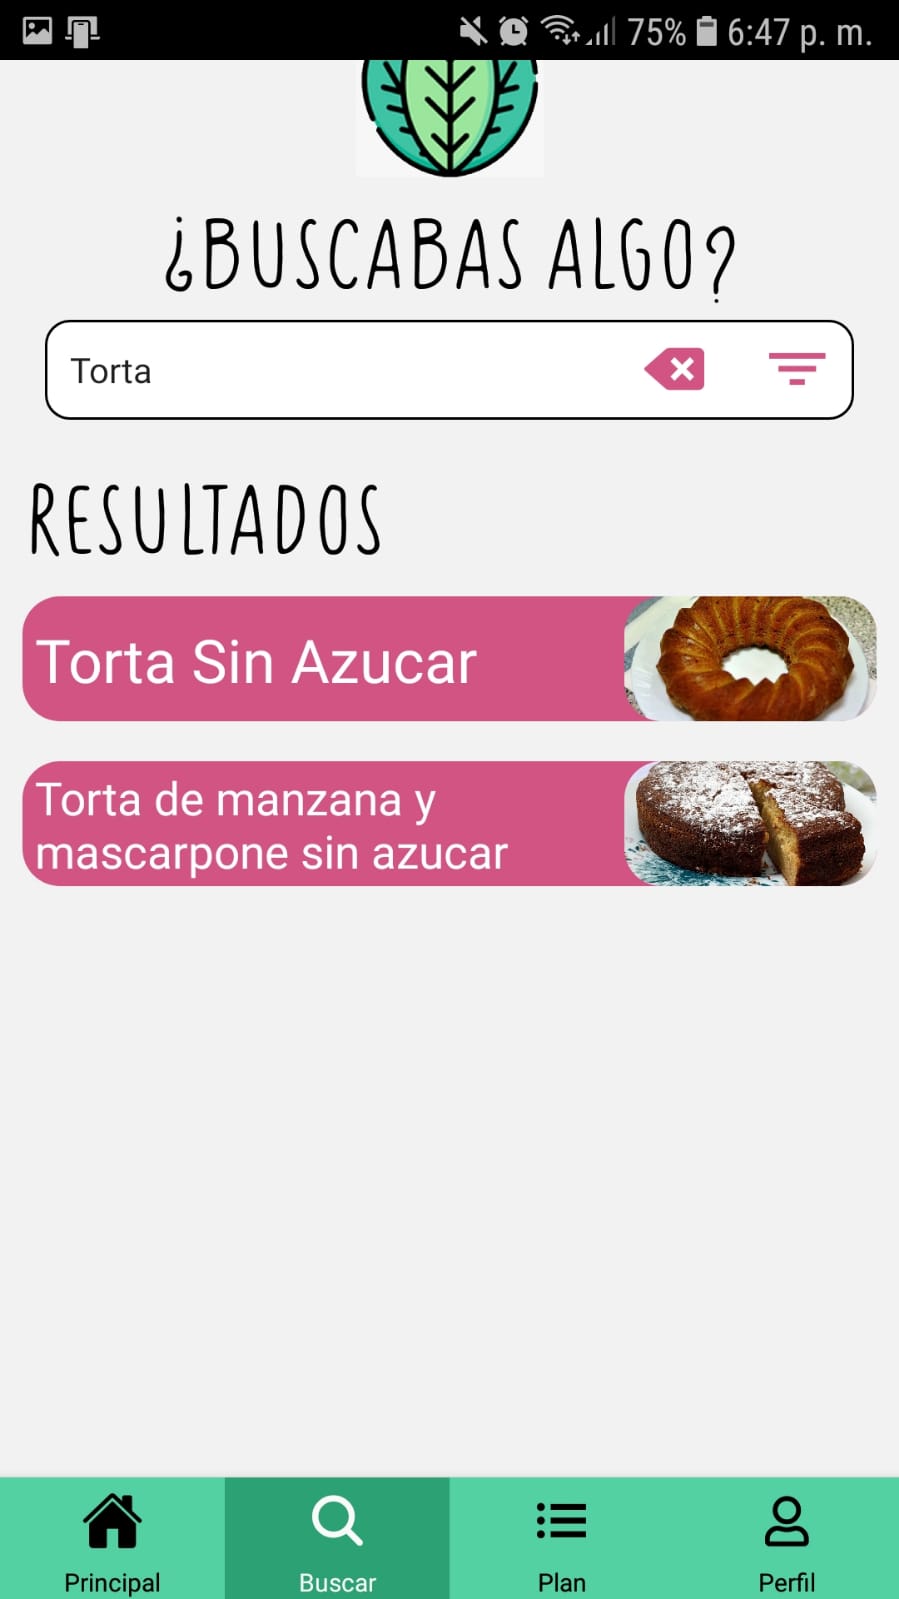 75% 6:47 p. m.
¿BUSCABAS ALGO?
Torta
RESULTADOS
Torta Sin Azucar
Torta de manzana y
mascarpone sin azucar
Principal Buscar Plan Perfil